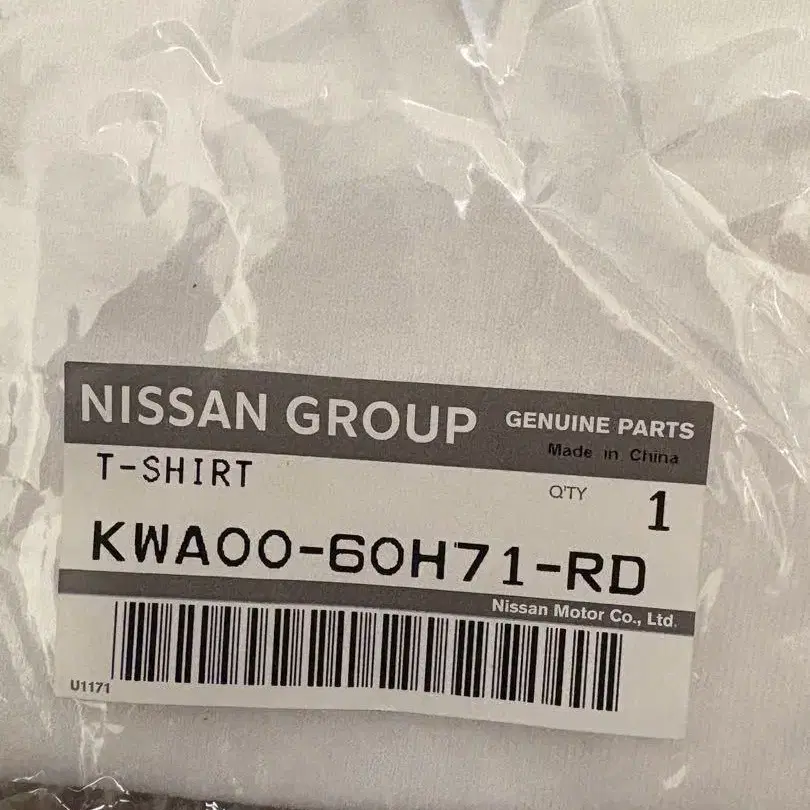 NISSAN GROUP GENUINE PARTS
Made in China
T-SHIRT
Q'TY 1
KWA00-60H71-RD
Nissan Motor Co., Ltd.
U1171